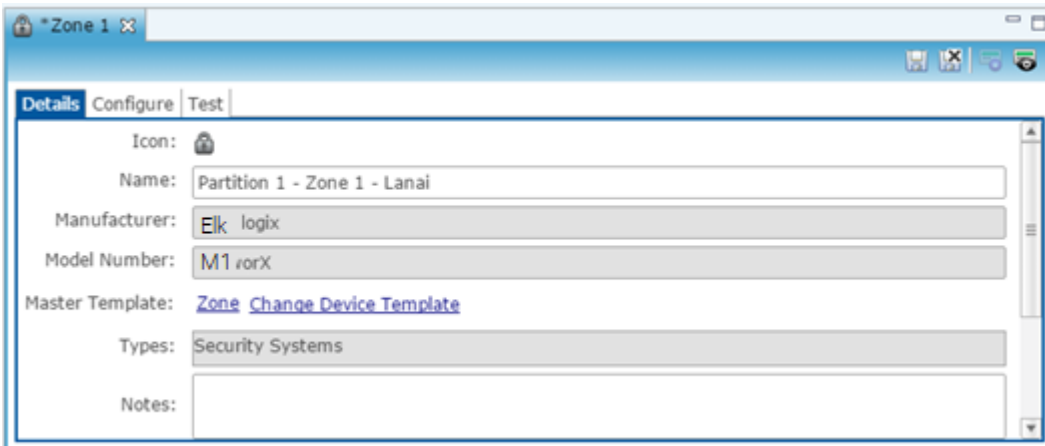 *Zone 1
Details Configure Test
Icon:
Name: Partition 1 - Zone 1 - Lanai
Manufacturer: Elk logix
Model Number: M1 orX
Master Template: Zone Change Device Template
Types: Security Systems
Notes: